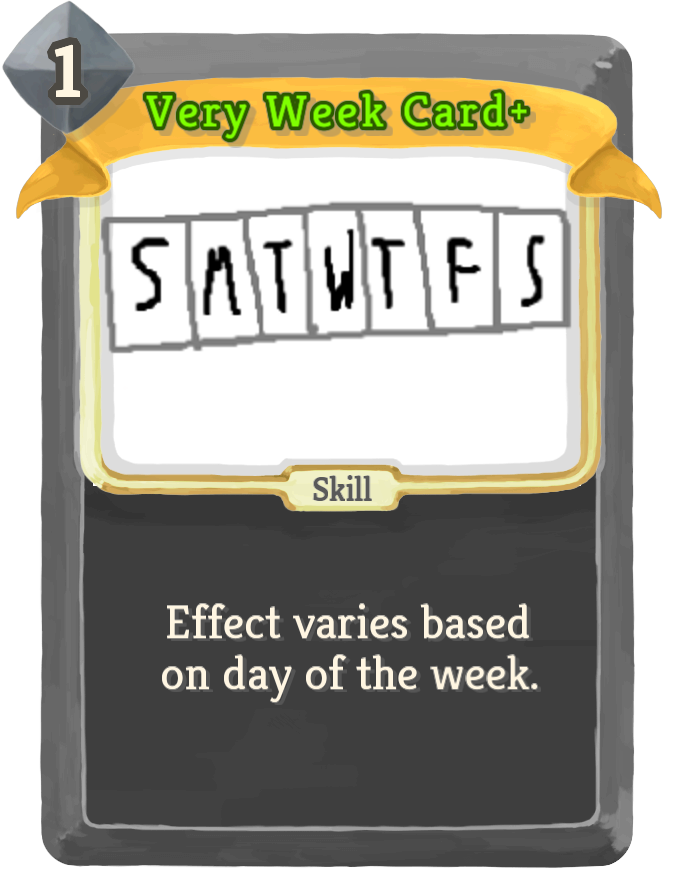 1
Very Week Card+
S M T W T F S
Skill
Effect varies based
on day of the week.